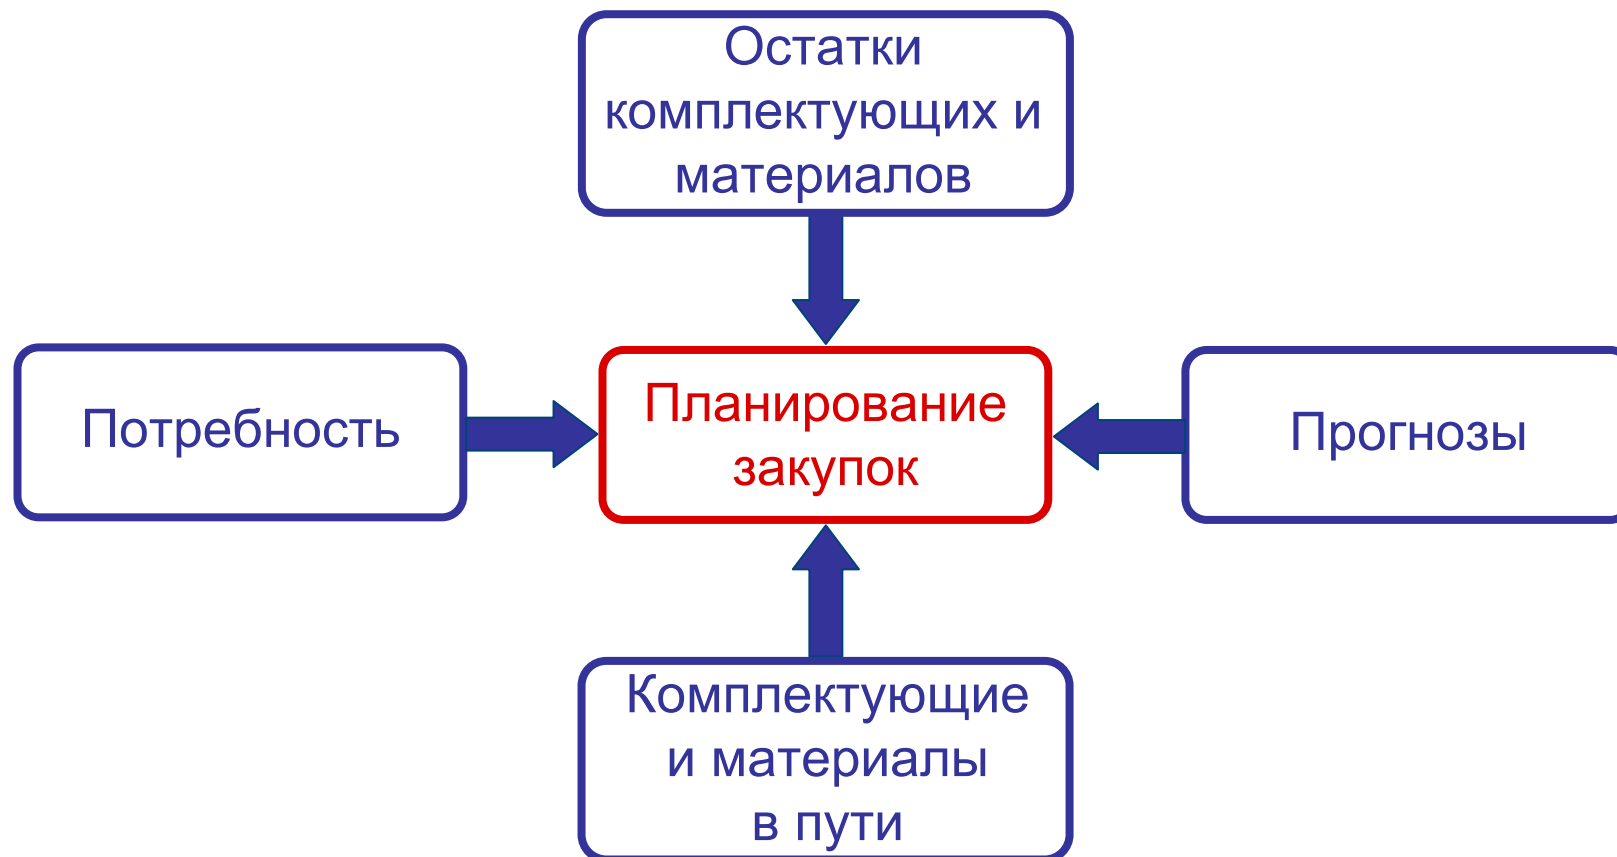 Остатки
комплектующих и
материалов
Потребность
Планирование
закупок
Прогнозы
Комплектующие
и материалы
в пути